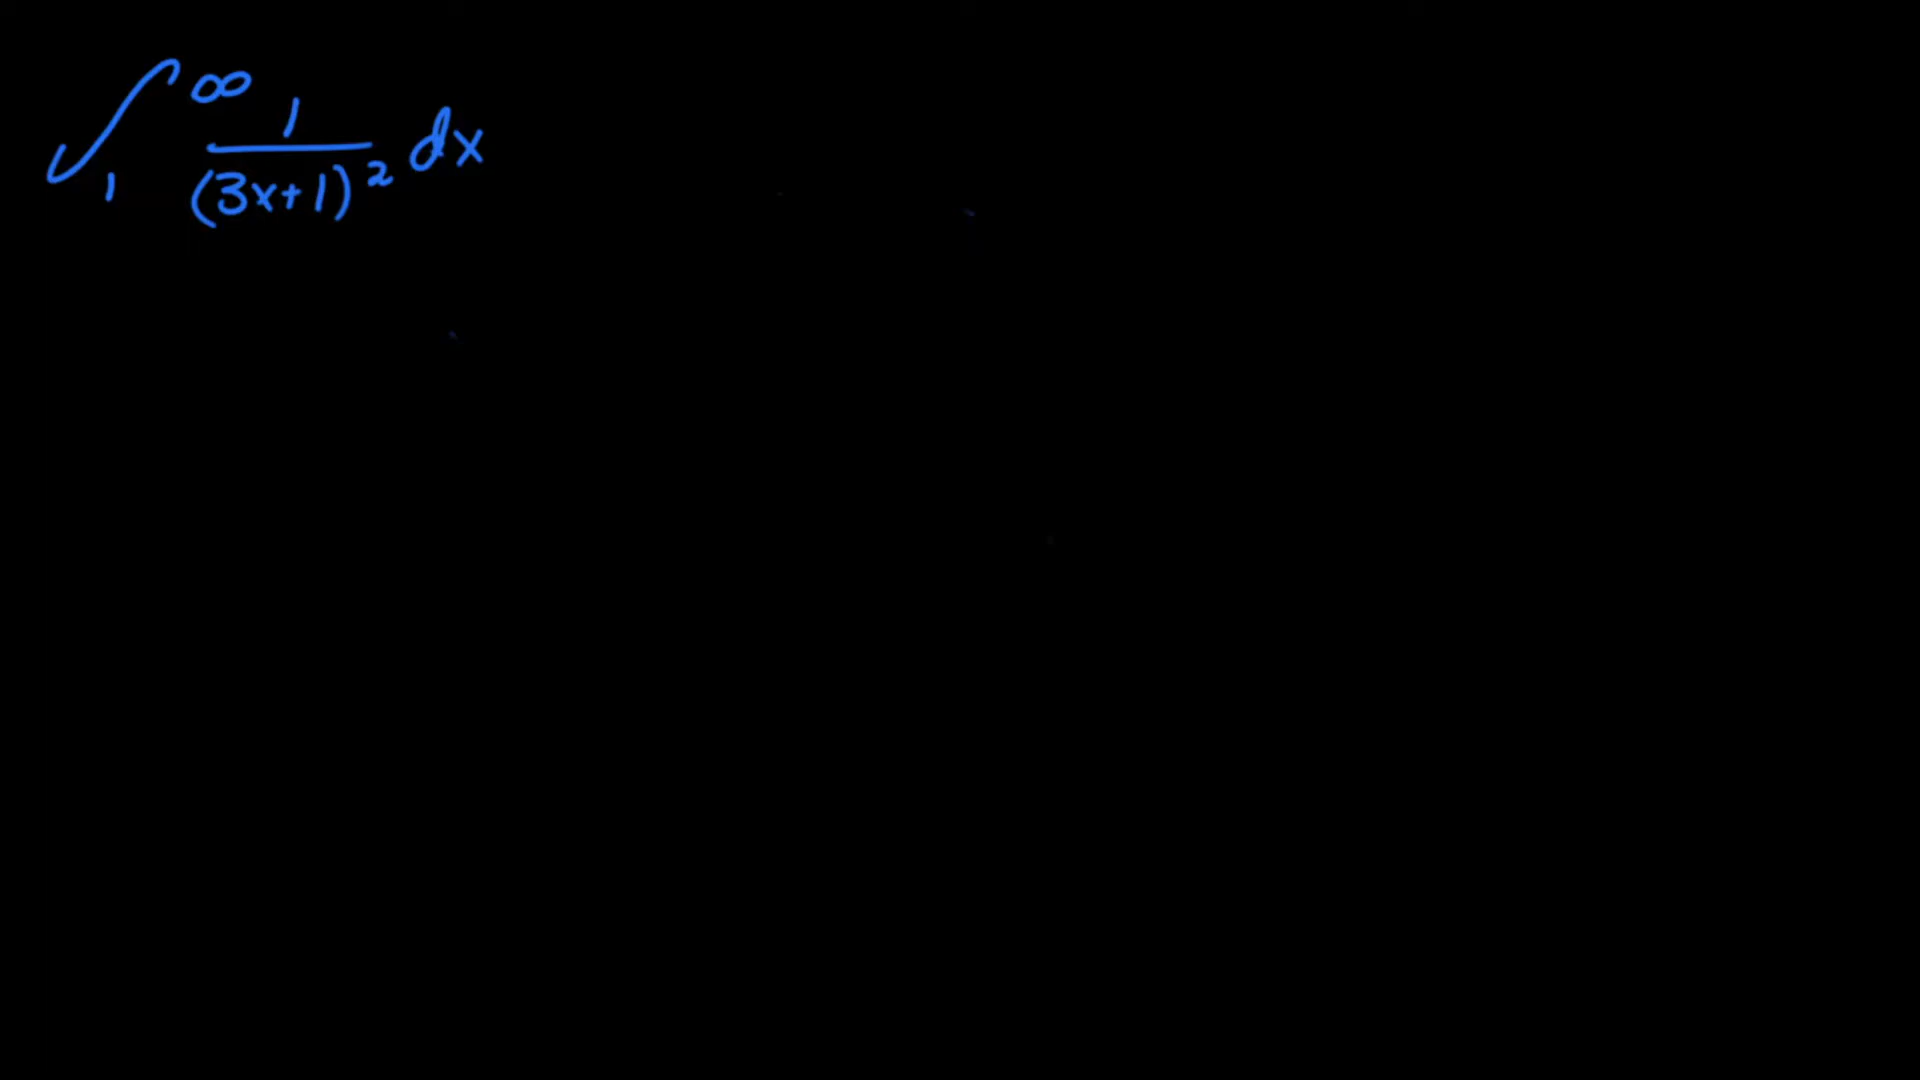 ∫₁^∞ 1/(3x+1)² dx